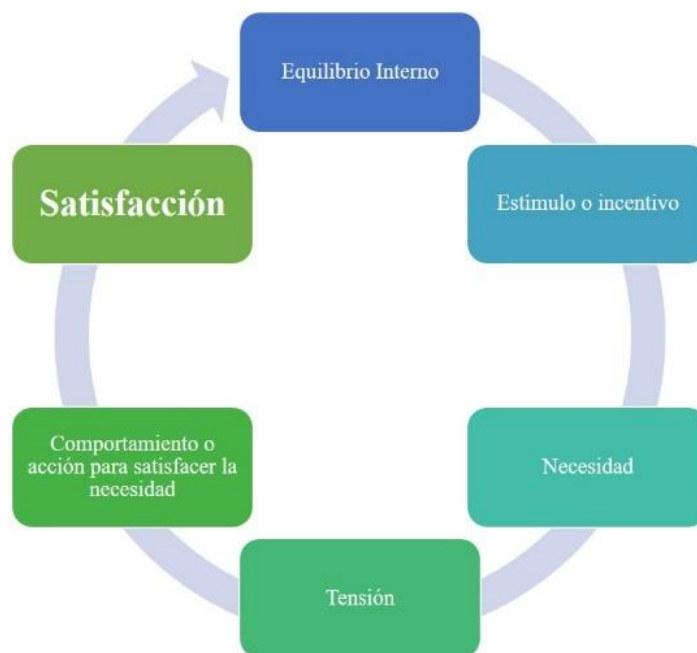 Equilibrio Interno
Estímulo o incentivo
Necesidad
Tensión
Comportamiento o
acción para satisfacer la
necesidad
Satisfacción